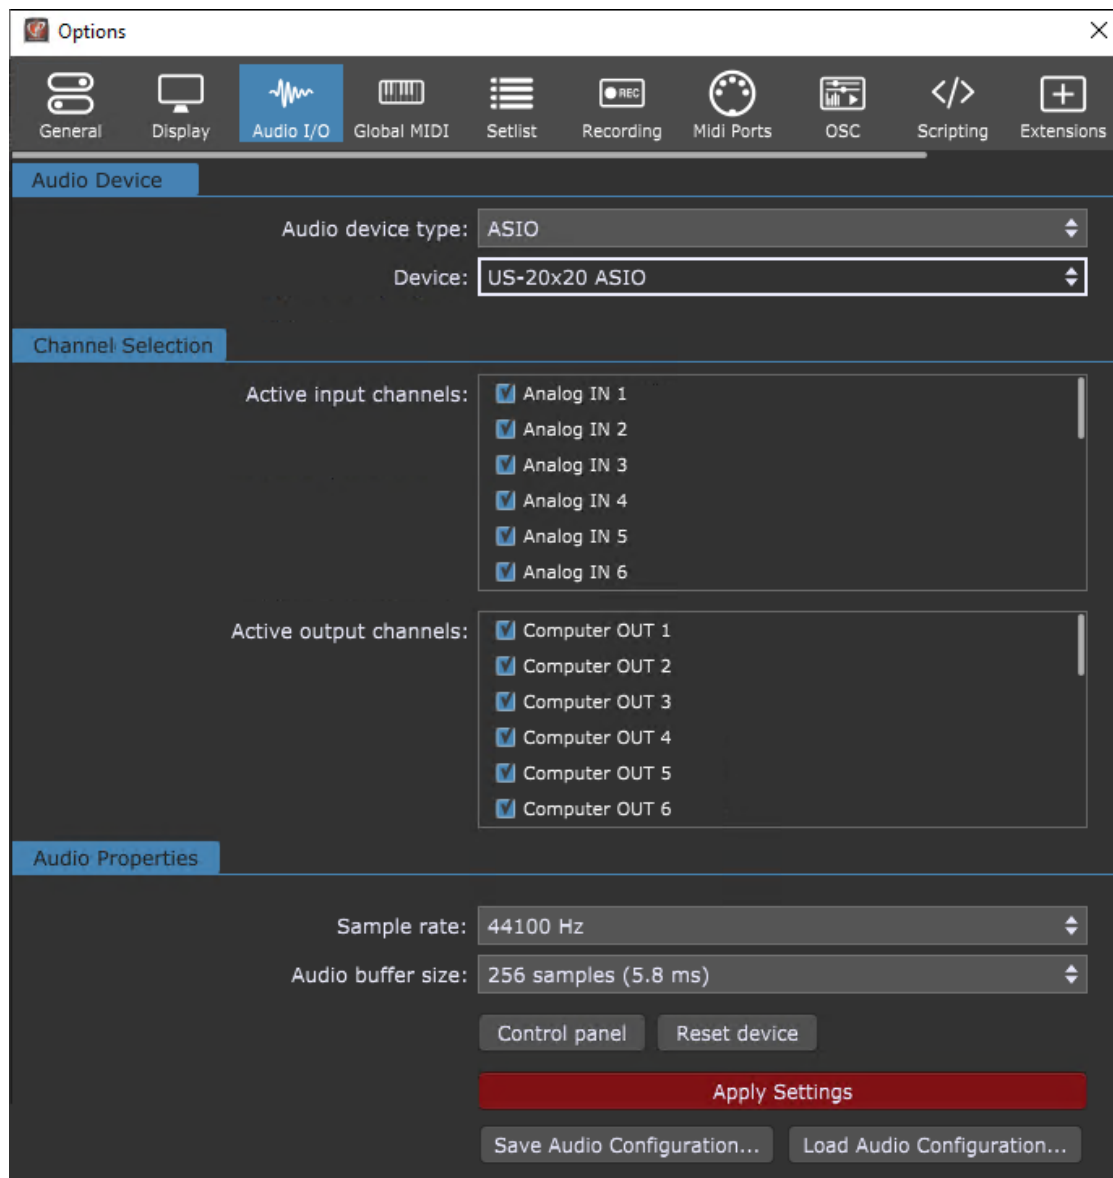 Options
General Display Audio I/O Global MIDI Setlist Recording Midi Ports OSC Scripting Extensions
REC
Audio Device
Audio device type: ASIO
Device: US-20x20 ASIO
Channel Selection
Active input channels: Analog IN 1
Analog IN 2
Analog IN 3
Analog IN 4
Analog IN 5
Analog IN 6
Active output channels: Computer OUT 1
Computer OUT 2
Computer OUT 3
Computer OUT 4
Computer OUT 5
Computer OUT 6
Audio Properties
Sample rate: 44100 Hz
Audio buffer size: 256 samples (5.8 ms)
Control panel Reset device
Apply Settings
Save Audio Configuration... Load Audio Configuration...